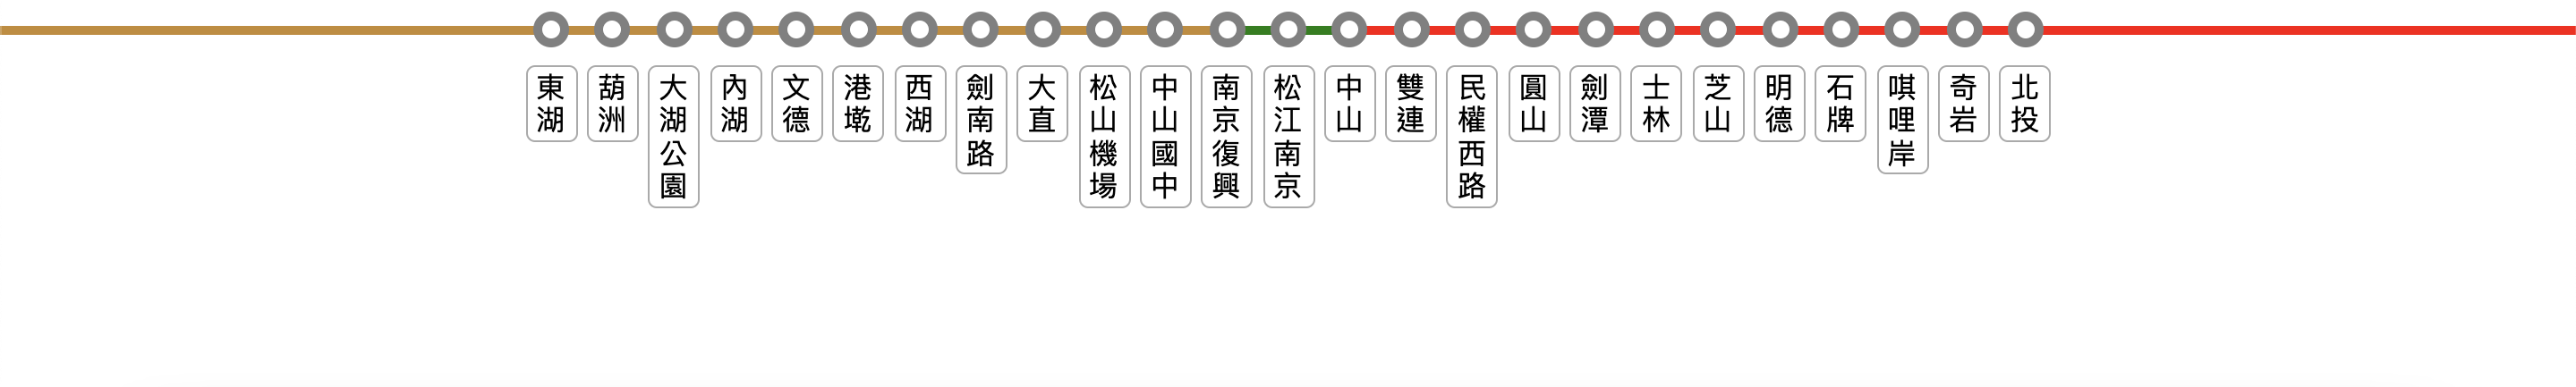 東湖
葫洲
大湖公園
內湖
文德
港墘
西湖
劍南路
大直
松山機場
中山國中
南京復興
松江南京
中山
雙連
民權西路
圓山
劍潭
士林
芝山
明德
石牌
唭哩岸
奇岩
北投